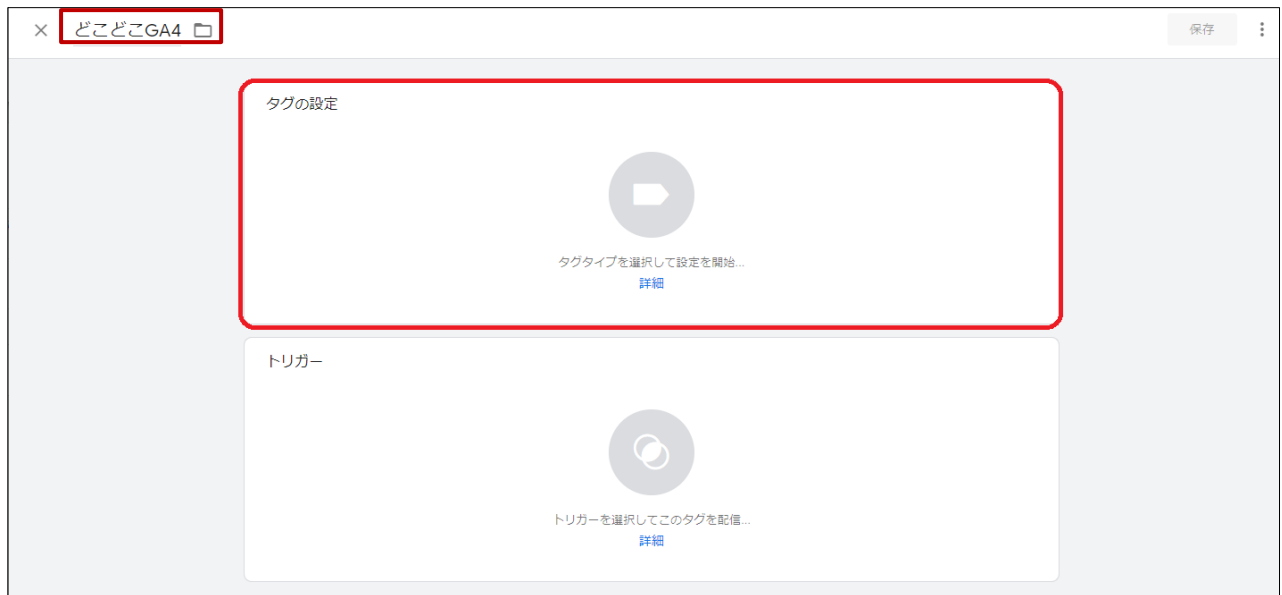 どこどこGA4
保存
タグの設定
タグタイプを選択して設定を開始...
詳細
トリガー
トリガーを選択してこのタグを配信...
詳細